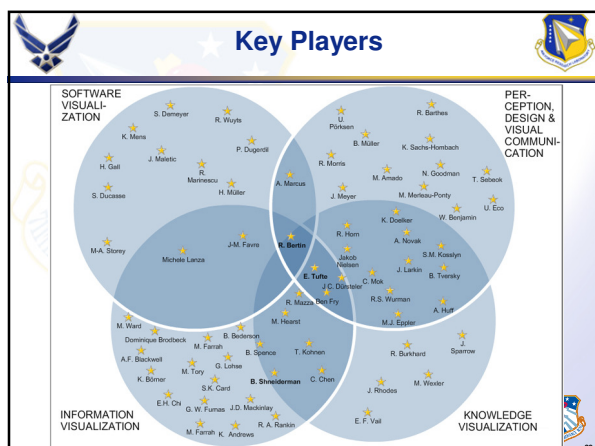 Key Players
SOFTWARE
VISUALI-
ZATION
PER-
CEPTION,
DESIGN &
VISUAL
COMMUNI-
CATION
S. Demeyer
R. Wuyts
K. Mens
P. Dugerdil
H. Gall
J. Maletic
R.
Marinescu
H. Müller
S. Ducasse
A. Marcus
M-A. Storey
J-M. Favre
Michele Lanza
U.
Pörksen
R. Barthes
B. Müller
K. Sachs-Hombach
R. Morris
N. Goodman
T. Sebeok
M. Amado
J. Meyer
M. Merleau-Ponty
U. Eco
W. Benjamin
K. Doelker
R. Horn
A. Novak
R. Bertin
Jakob
Nielsen
S.M. Kosslyn
J. Larkin
B. Tversky
E. Tufte
C. Mok
J.C. Dürsteler
R.S. Wurman
R. Mazza
Ben Fry
A. Huff
M.J. Eppler
M. Ward
M. Hearst
Dominique Brodbeck
B. Bederson
M. Farrah
B. Spence
T. Kohnen
A.F. Blackwell
G. Lohse
M. Tory
K. Börner
S.K. Card
B. Shneiderman
C. Chen
E.H. Chi
G. W. Furnas
J.D. Mackinlay
M. Farrah
K. Andrews
R. A. Rankin
J.
Sparrow
R. Burkhard
M. Wexler
J. Rhodes
E. F. Vail
INFORMATION
VISUALIZATION
KNOWLEDGE
VISUALIZATION